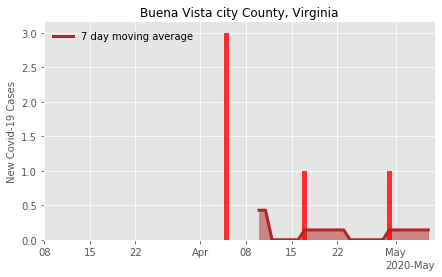 Buena Vista city County, Virginia
7 day moving average
New Covid-19 Cases
3.0
2.5
2.0
1.5
1.0
0.5
0.0
08 15 22 Apr 08 15 22 May
2020-May